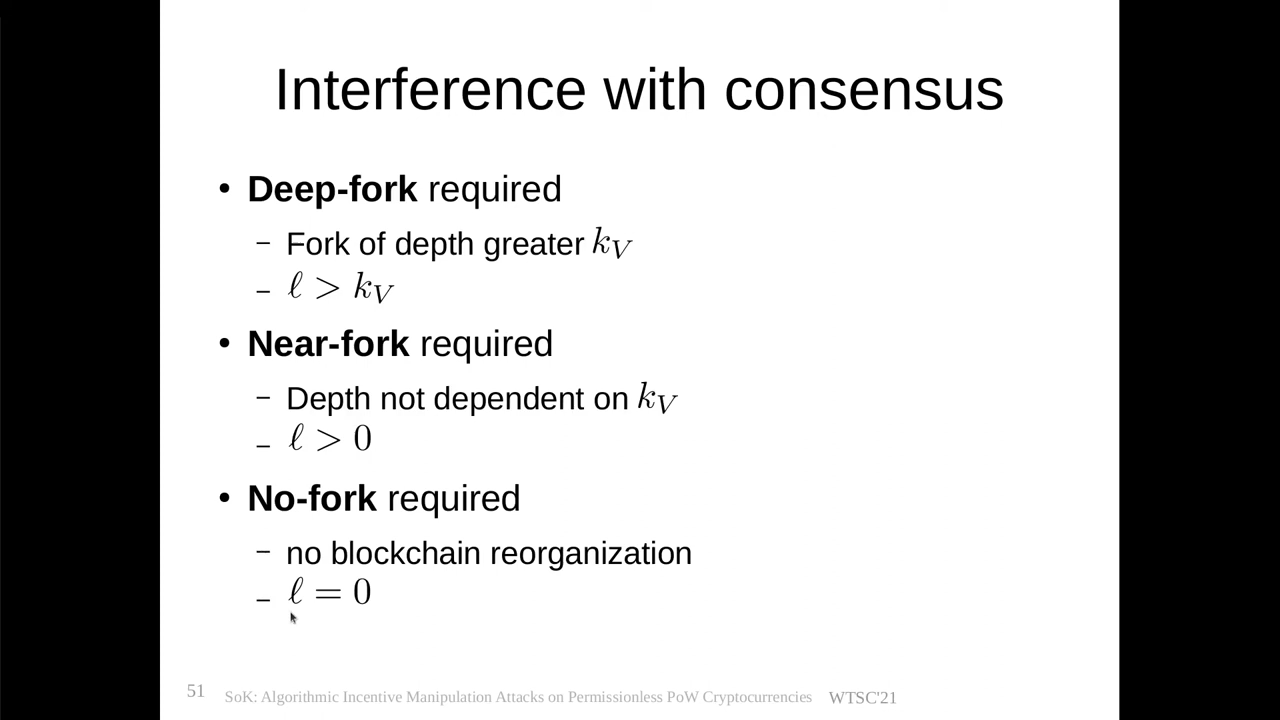 Interference with consensus
• Deep-fork required
– Fork of depth greater k_V
– ℓ > k_V
• Near-fork required
– Depth not dependent on k_V
– ℓ > 0
• No-fork required
– no blockchain reorganization
– ℓ = 0
51 SoK: Algorithmic Incentive Manipulation Attacks on Permissionless PoW Cryptocurrencies WTSC'21